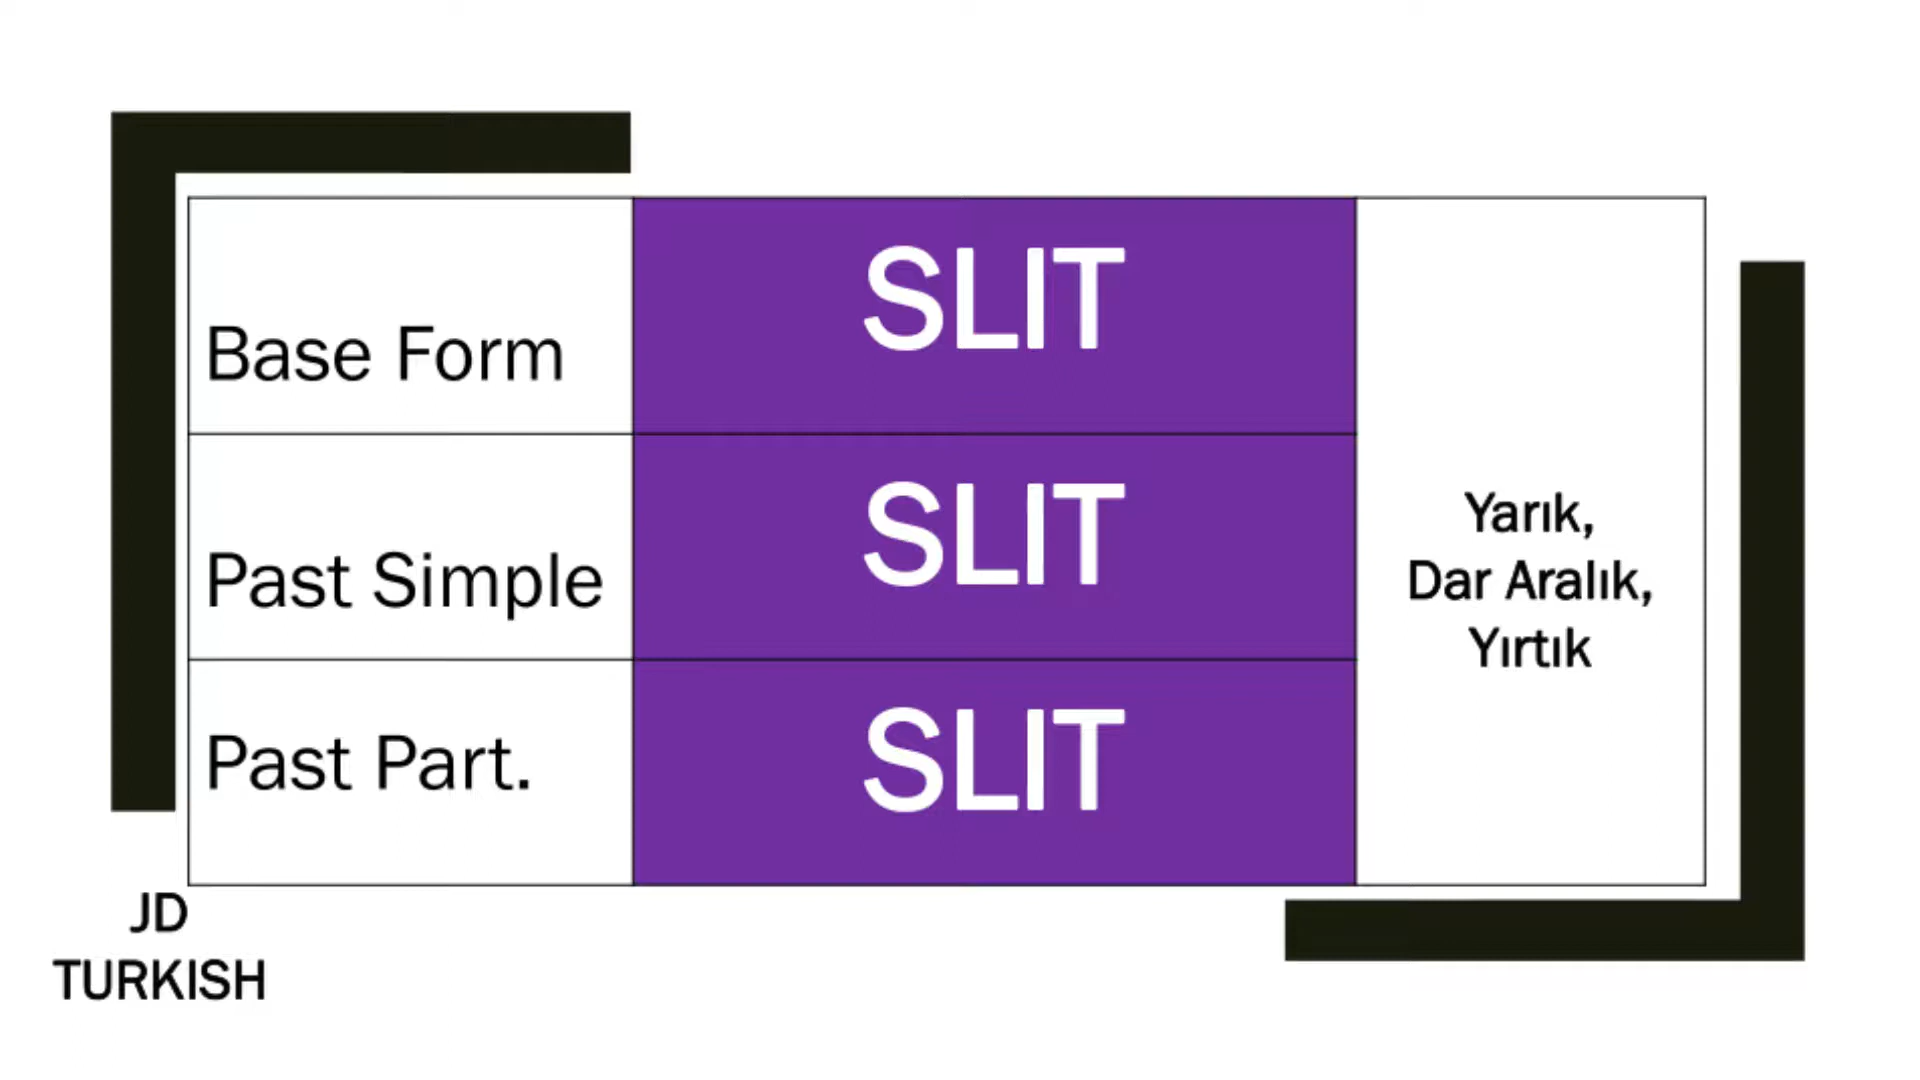 Base Form
SLIT
Past Simple
SLIT
Past Part.
SLIT
Yarık,
Dar Aralık,
Yırtık
JD
TURKISH